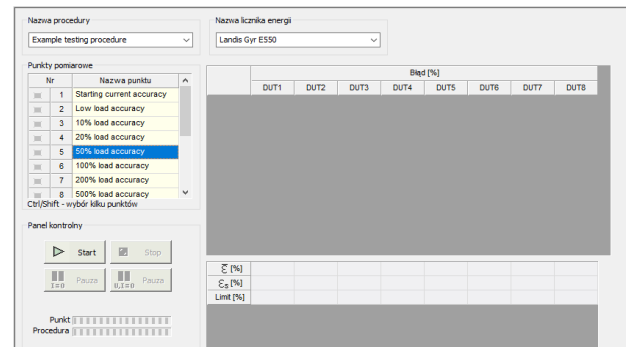 Nazwa procedury
Nazwa licznika energii
Example testing procedure
Landis Gyr E550
Punkty pomiarowe
Nr Nazwa punktu
1 Starting current accuracy
2 Low load accuracy
3 10% load accuracy
4 20% load accuracy
5 50% load accuracy
6 100% load accuracy
7 200% load accuracy
8 500% load accuracy
Ctrl/Shift - wybór kilku punktów
Błąd [%]
DUT1 DUT2 DUT3 DUT4 DUT5 DUT6 DUT7 DUT8
Panel kontrolny
Start Stop
I=0 Pauza U,I=0 Pauza
Punkt
Procedura
ε̅ [%]
εs [%]
Limit [%]